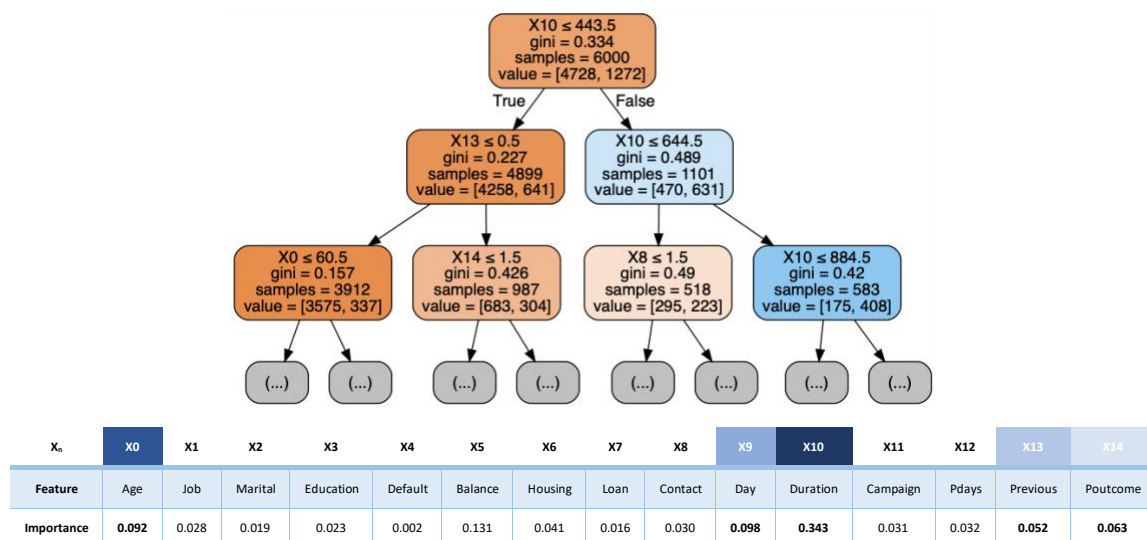 X10 ≤ 443.5
gini = 0.334
samples = 6000
value = [4728, 1272]
True
False
X13 ≤ 0.5
gini = 0.227
samples = 4899
value = [4258, 641]
X10 ≤ 644.5
gini = 0.489
samples = 1101
value = [470, 631]
X0 ≤ 60.5
gini = 0.157
samples = 3912
value = [3575, 337]
X14 ≤ 1.5
gini = 0.426
samples = 987
value = [683, 304]
X8 ≤ 1.5
gini = 0.49
samples = 518
value = [295, 223]
X10 ≤ 884.5
gini = 0.42
samples = 583
value = [175, 408]
(...) (...) (...) (...) (...) (...) (...) (...)
Xₙ X0 X1 X2 X3 X4 X5 X6 X7 X8 X9 X10 X11 X12 X13 X14
Feature Age Job Marital Education Default Balance Housing Loan Contact Day Duration Campaign Pdays Previous Poutcome
Importance 0.092 0.028 0.019 0.023 0.002 0.131 0.041 0.016 0.030 0.098 0.343 0.031 0.032 0.052 0.063